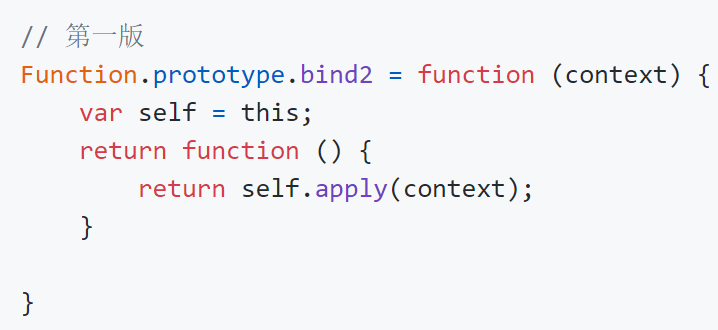 // 第一版
Function.prototype.bind2 = function (context) {
    var self = this;
    return function () {
        return self.apply(context);
    }

}